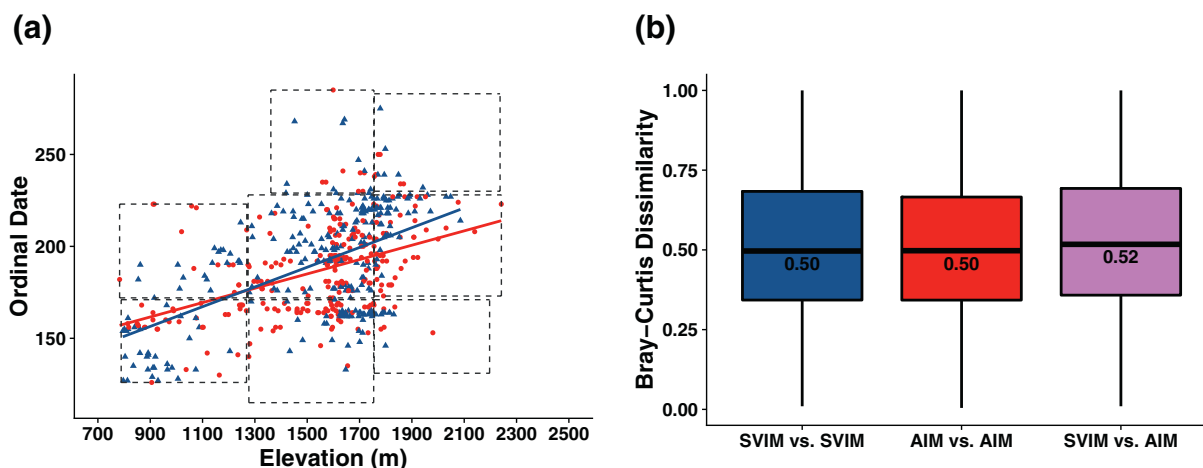 (a)
Ordinal Date
250
200
150
700 900 1100 1300 1500 1700 1900 2100 2300 2500
Elevation (m)
(b)
Bray−Curtis Dissimilarity
1.00
0.75
0.50
0.25
0.00
0.50
0.50
0.52
SVIM vs. SVIM
AIM vs. AIM
SVIM vs. AIM